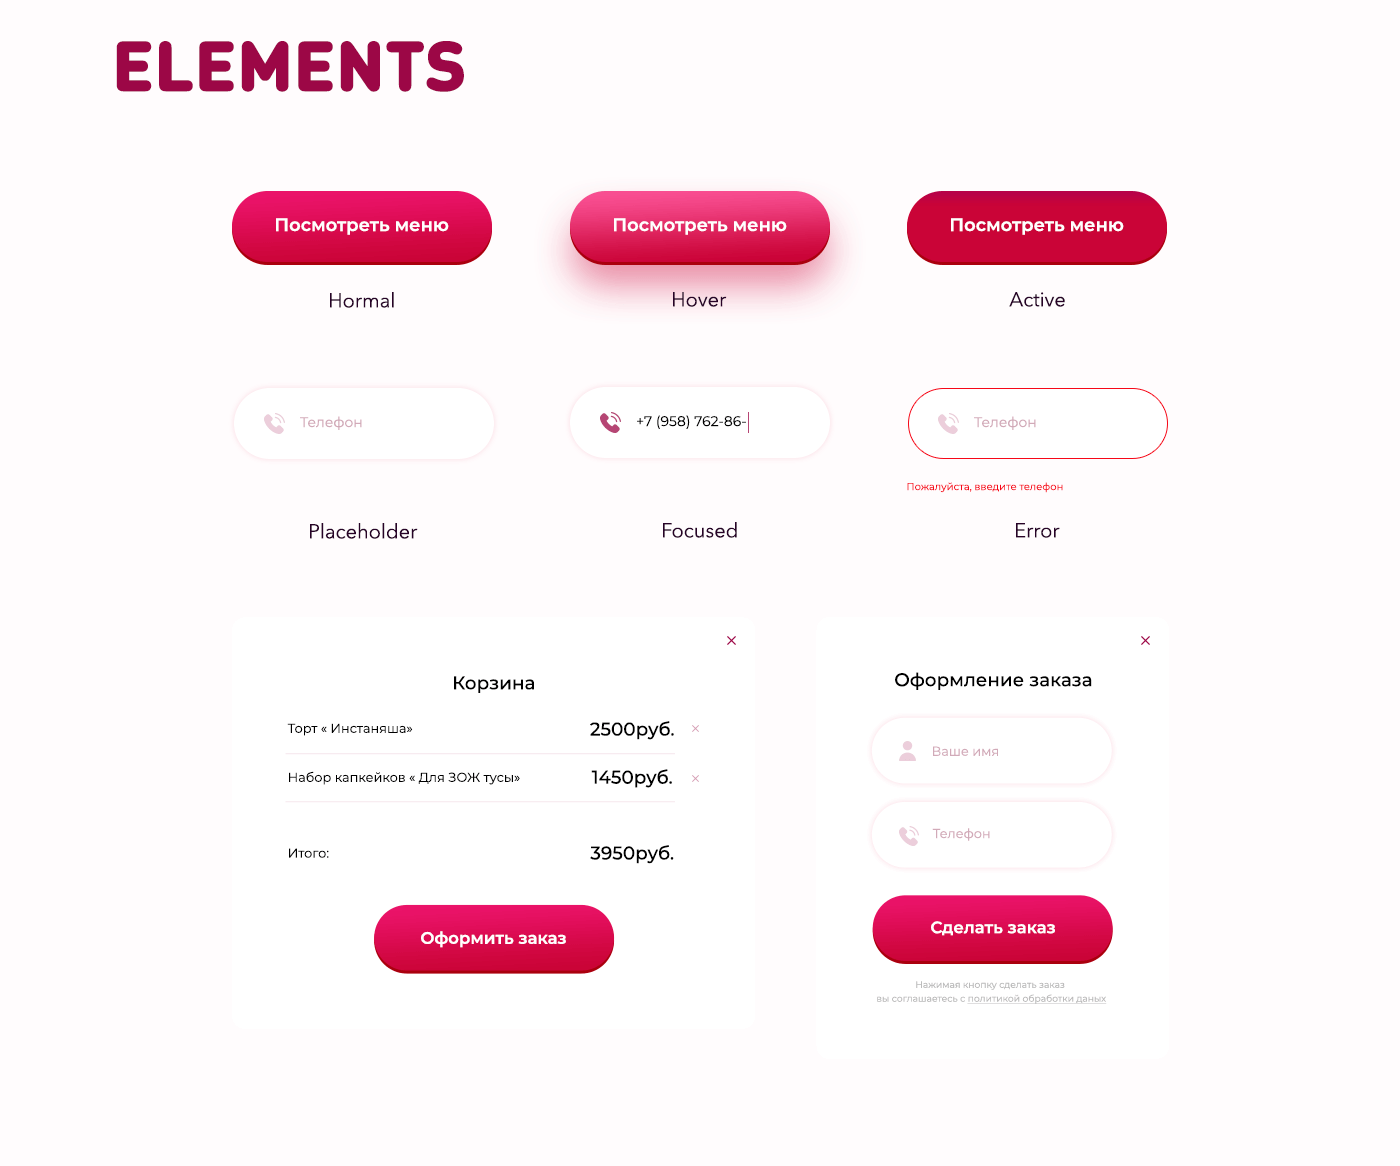 ELEMENTS
Посмотреть меню
Посмотреть меню
Посмотреть меню
Hormal
Hover
Active
Телефон
+7 (958) 762-86-
Телефон
Пожалуйста, введите телефон
Placeholder
Focused
Error
Корзина
Торт « Инстаняша» 2500руб.
Набор капкейков « Для ЗОЖ тусы» 1450руб.
Итого: 3950руб.
Оформить заказ
Оформление заказа
Ваше имя
Телефон
Сделать заказ
Нажимая кнопку сделать заказ
вы соглашаетесь с политикой обработки даных